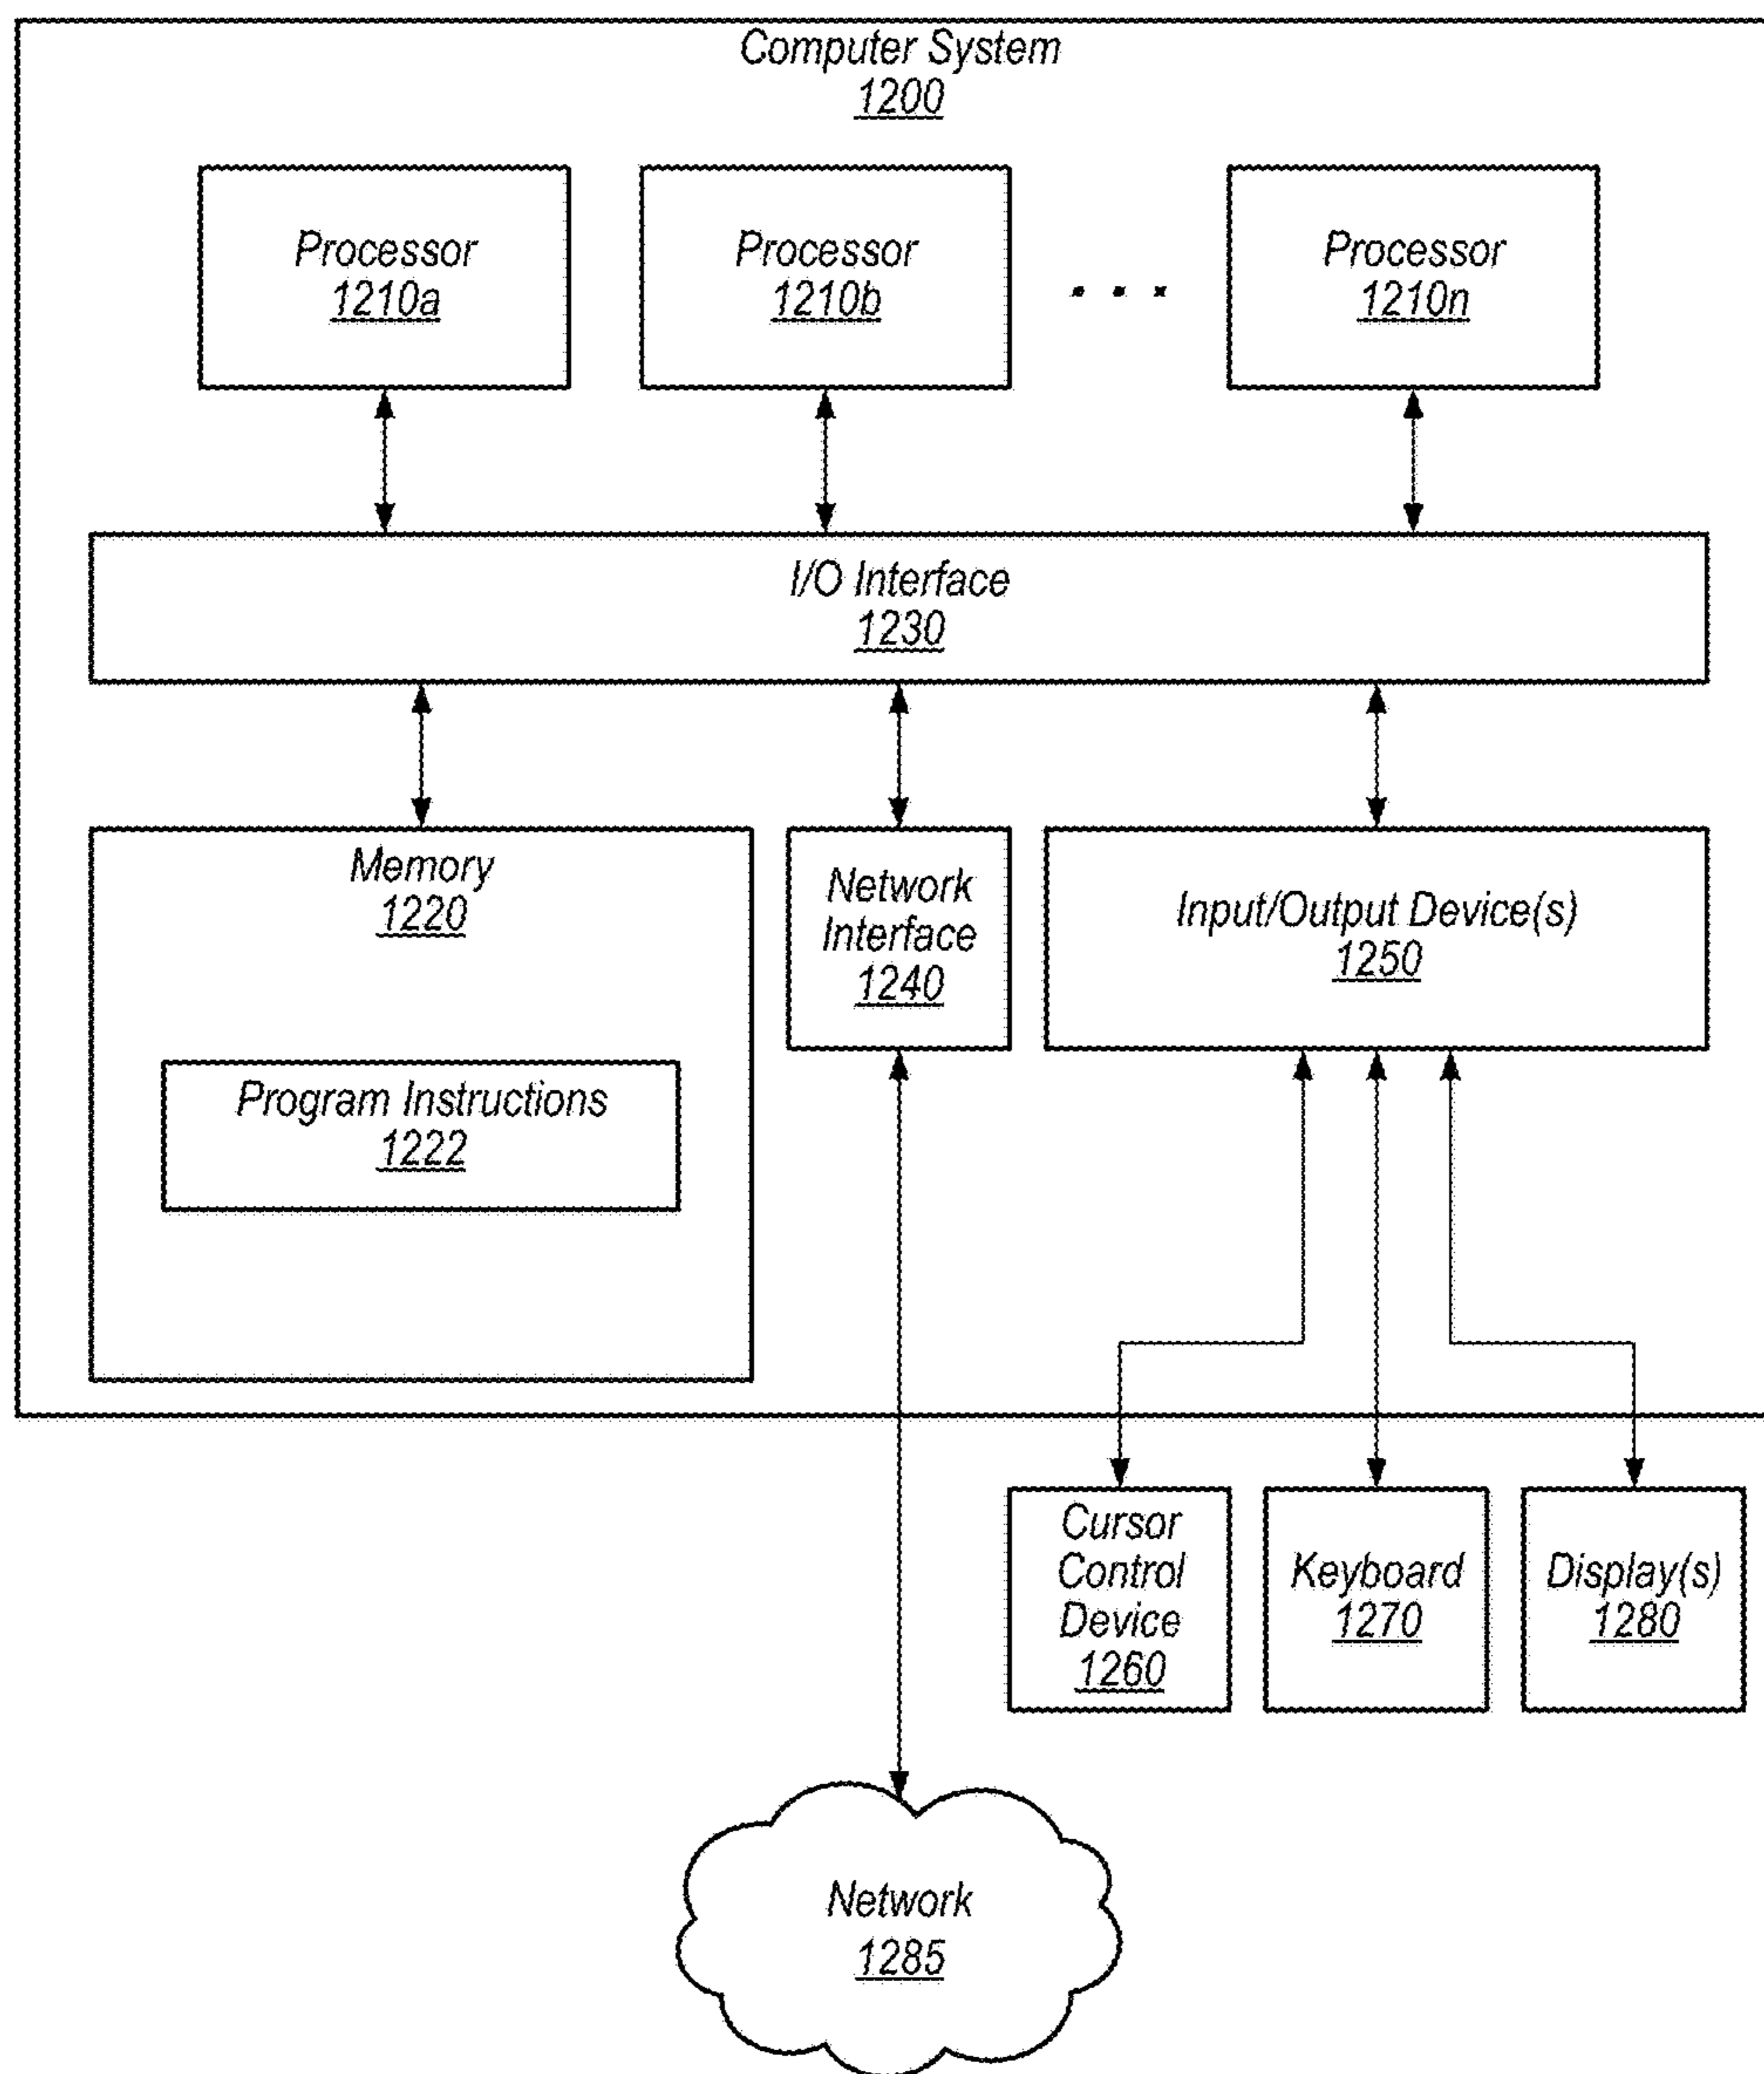 Computer System
1200
Processor
1210a
Processor
1210b
. . .
Processor
1210n
I/O Interface
1230
Memory
1220
Program Instructions
1222
Network
Interface
1240
Input/Output Device(s)
1250
Cursor
Control
Device
1260
Keyboard
1270
Display(s)
1280
Network
1285